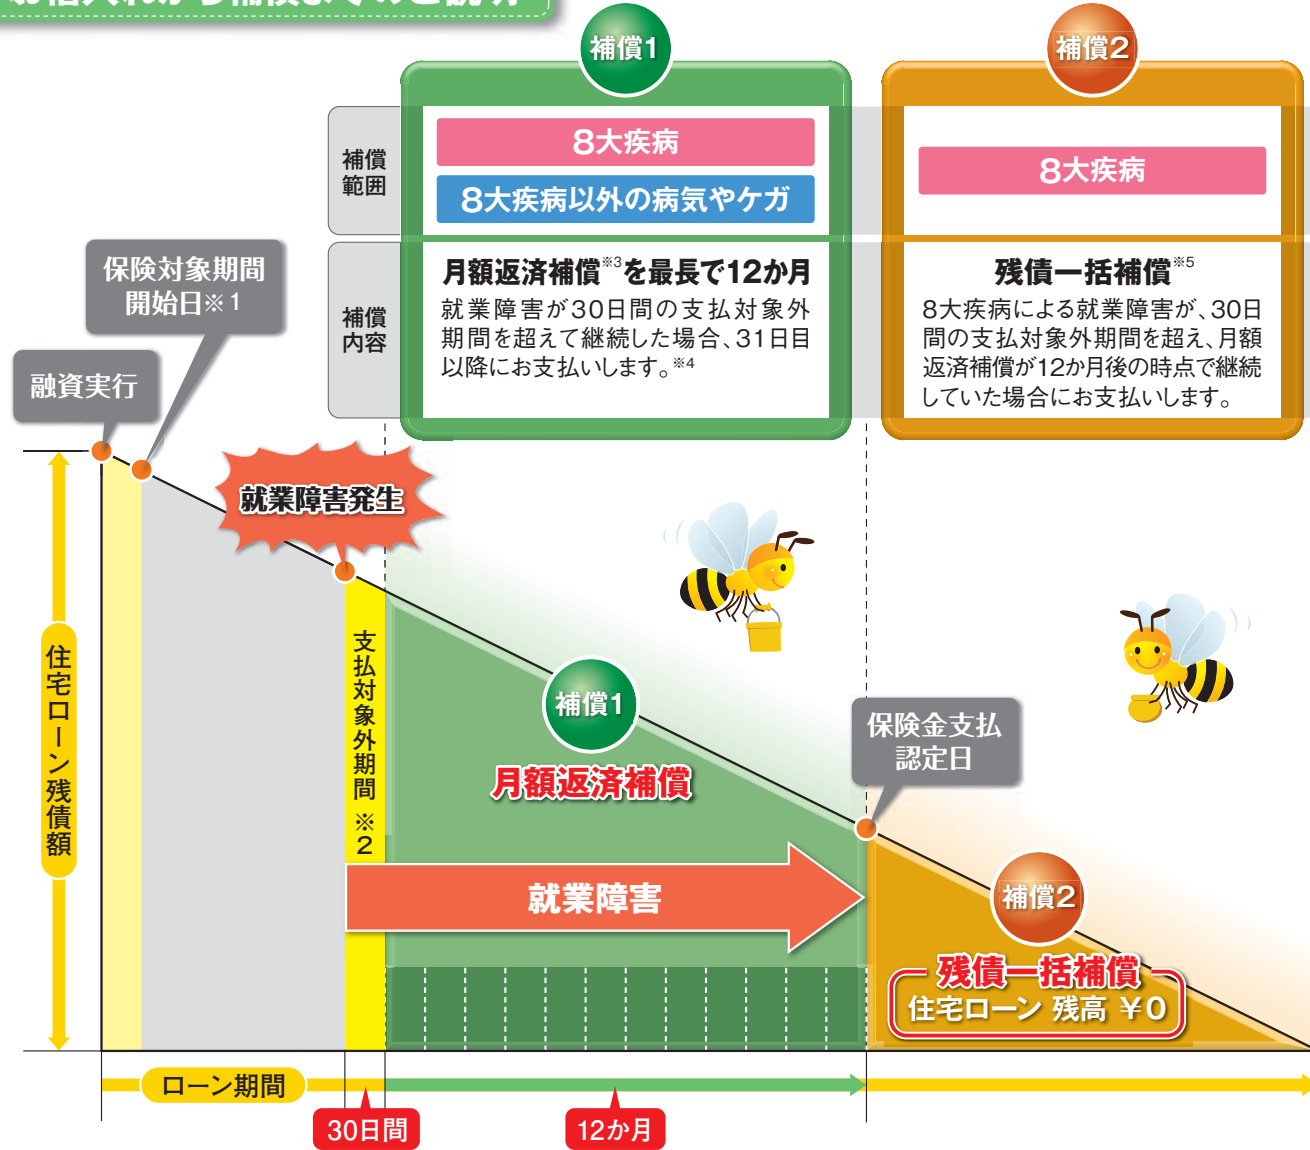 補償1
補償2
補償
範囲
8大疾病
8大疾病以外の病気やケガ
8大疾病
補償
内容
月額返済補償※3を最長で12か月
就業障害が30日間の支払対象外
期間を超えて継続した場合、31日目
以降にお支払いします。※4
残債一括補償※5
8大疾病による就業障害が、30日
間の支払対象外期間を超え、月額
返済補償が12か月後の時点で継続
していた場合にお支払いします。
保険対象期間
開始日※1
融資実行
就業障害発生
住宅ローン残債額
支払対象外期間※2
補償1
月額返済補償
保険金支払
認定日
就業障害
補償2
残債一括補償
住宅ローン 残高 ￥0
ローン期間
30日間
12か月